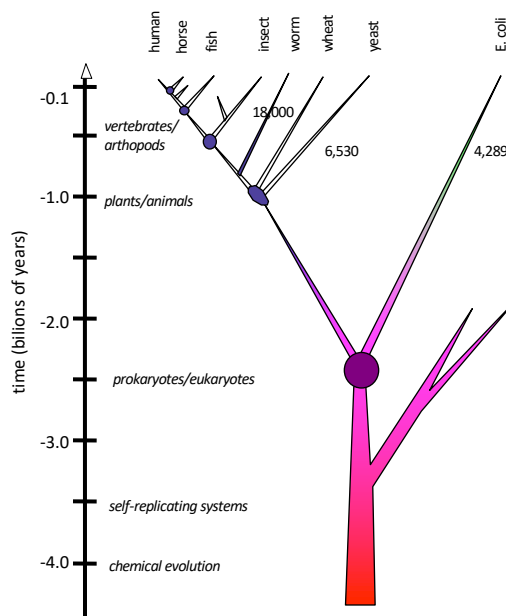 human
horse
fish
insect
worm
wheat
yeast
E. coli
-0.1
18,000
vertebrates/
arthopods
6,530
4,289
-1.0
plants/animals
time (bilions of years)
-2.0
prokaryotes/eukaryotes
-3.0
self-replicating systems
-4.0
chemical evolution